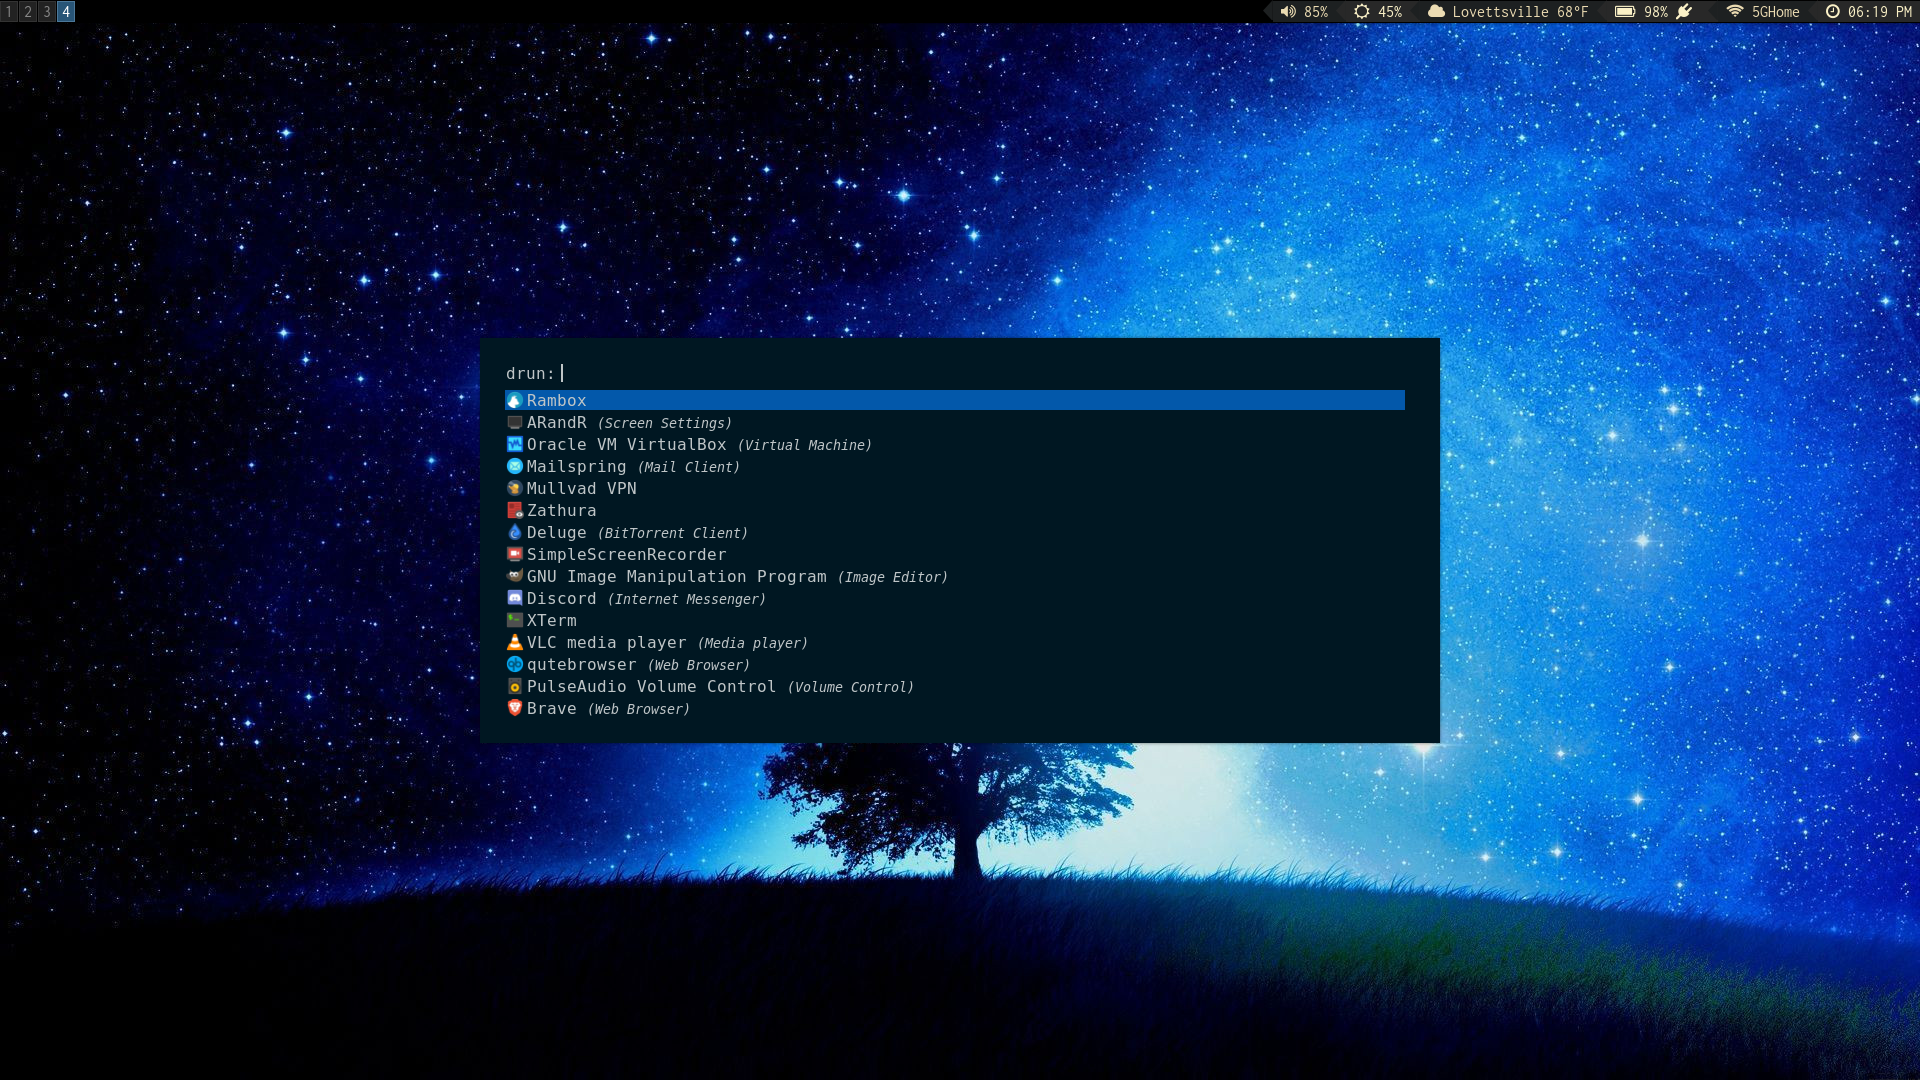 1 2 3 4 85% 45% Lovettsville 68°F 98% 5GHome 06:19 PM
drun:
Rambox
ARandR (Screen Settings)
Oracle VM VirtualBox (Virtual Machine)
Mailspring (Mail Client)
Mullvad VPN
Zathura
Deluge (BitTorrent Client)
SimpleScreenRecorder
GNU Image Manipulation Program (Image Editor)
Discord (Internet Messenger)
XTerm
VLC media player (Media player)
qutebrowser (Web Browser)
PulseAudio Volume Control (Volume Control)
Brave (Web Browser)